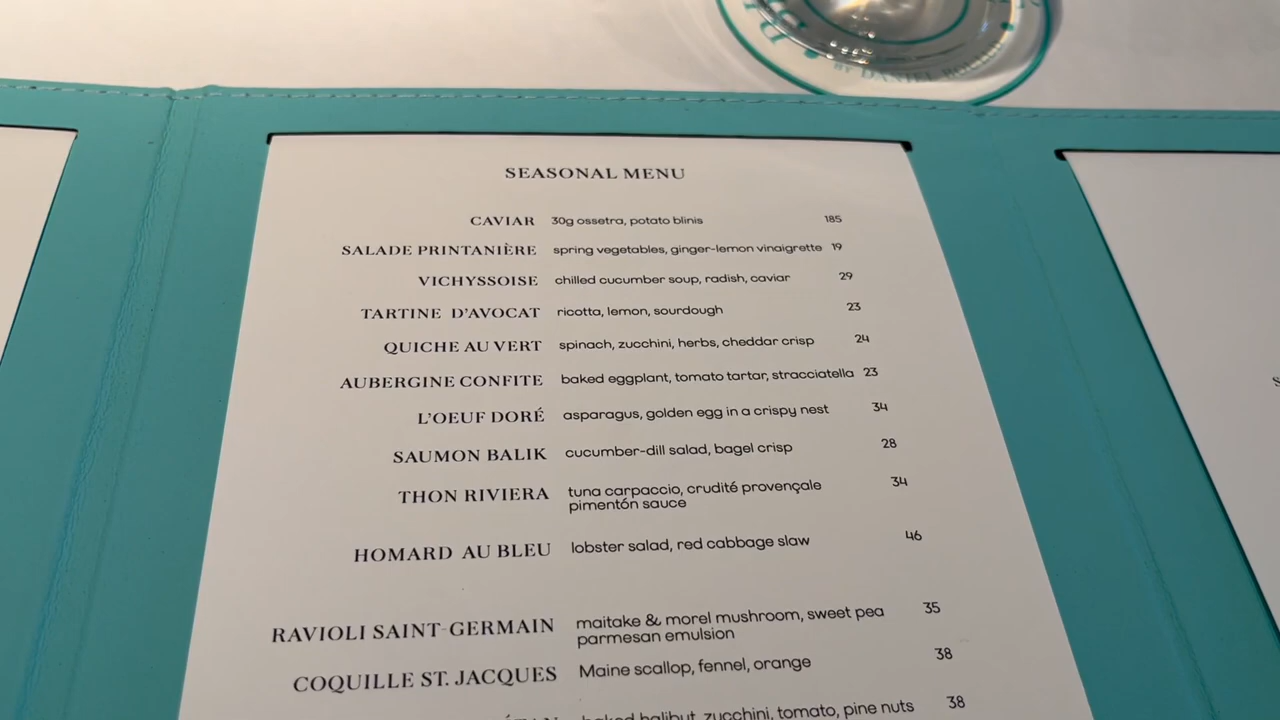 BY DANIEL
SEASONAL MENU
CAVIAR 30g ossetra, potato blinis 185
SALADE PRINTANIÈRE spring vegetables, ginger-lemon vinaigrette 19
VICHYSSOISE chilled cucumber soup, radish, caviar 29
TARTINE D'AVOCAT ricotta, lemon, sourdough 23
QUICHE AU VERT spinach, zucchini, herbs, cheddar crisp 24
AUBERGINE CONFITE baked eggplant, tomato tartar, stracciatella 23
L'OEUF DORÉ asparagus, golden egg in a crispy nest 34
SAUMON BALIK cucumber-dill salad, bagel crisp 28
THON RIVIERA tuna carpaccio, crudité provençale 34
pimentón sauce
HOMARD AU BLEU lobster salad, red cabbage slaw 46
RAVIOLI SAINT-GERMAIN maitake & morel mushroom, sweet pea 35
parmesan emulsion
COQUILLE ST. JACQUES Maine scallop, fennel, orange 38
baked halibut, zucchini, tomato, pine nuts 38